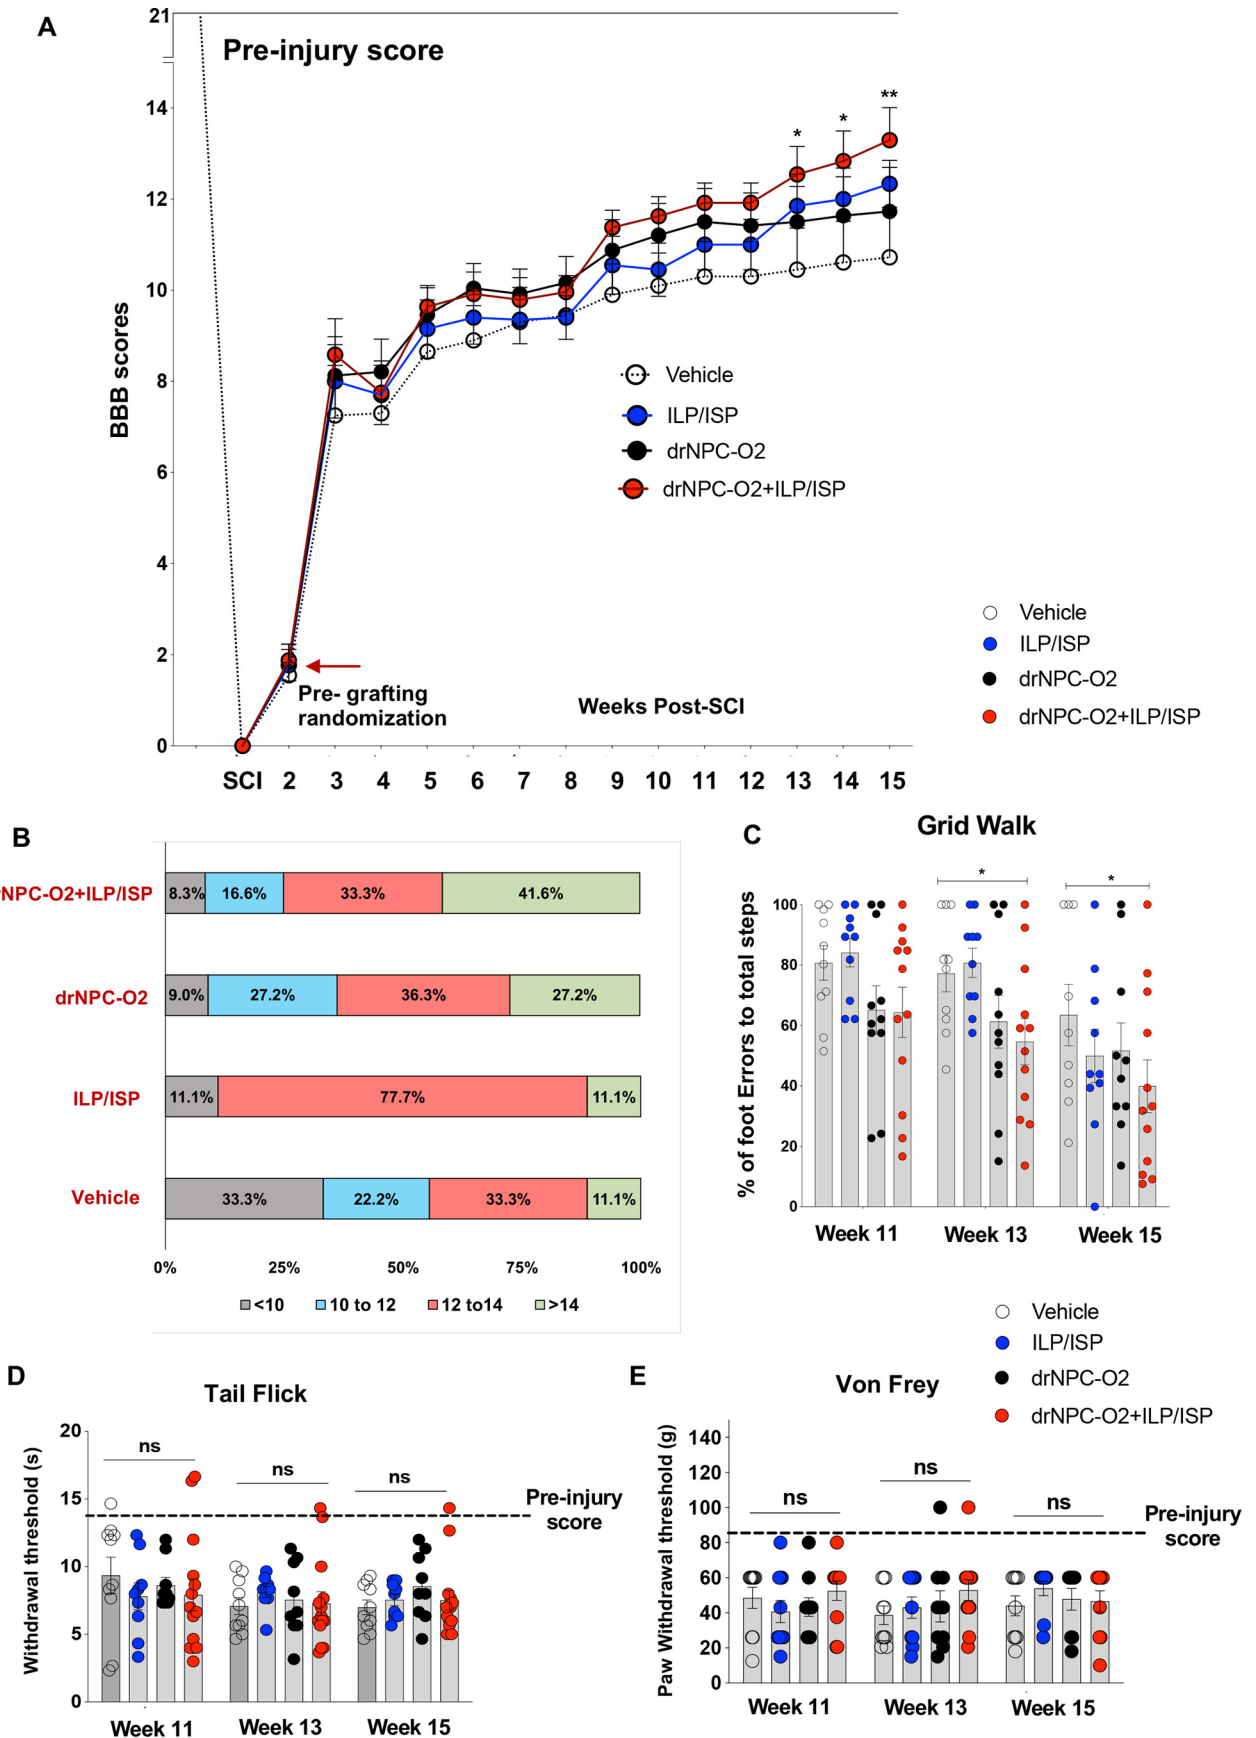 A
21
Pre-injury score
14
12
10
8
6
4
2
0
BBB scores
*
*
**
Vehicle
ILP/ISP
drNPC-O2
drNPC-O2+ILP/ISP
Pre- grafting
randomization
Weeks Post-SCI
SCI 2 3 4 5 6 7 8 9 10 11 12 13 14 15
Vehicle
ILP/ISP
drNPC-O2
drNPC-O2+ILP/ISP
B
rNPC-O2+ILP/ISP 8.3% 16.6% 33.3% 41.6%
drNPC-O2 9.0% 27.2% 36.3% 27.2%
ILP/ISP 11.1% 77.7% 11.1%
Vehicle 33.3% 22.2% 33.3% 11.1%
0% 25% 50% 75% 100%
<10 10 to 12 12 to14 >14
C
Grid Walk
% of foot Errors to total steps
100
80
60
40
20
0
*
*
Week 11 Week 13 Week 15
Vehicle
ILP/ISP
drNPC-O2
drNPC-O2+ILP/ISP
D
Tail Flick
Withdrawal threshold (s)
20
15
10
5
0
ns
ns
ns
Pre-injury
score
Week 11 Week 13 Week 15
E
Von Frey
Paw Withdrawal threshold (g)
140
120
100
80
60
40
20
0
ns
ns
ns
Pre-injury
score
Week 11 Week 13 Week 15